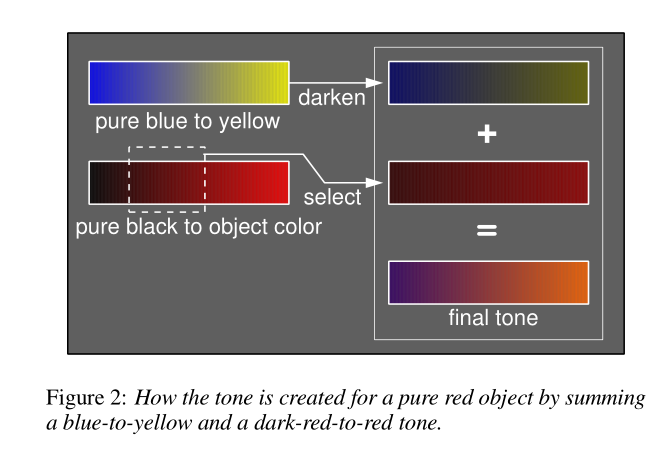 darken
pure blue to yellow
+
select
pure black to object color
=
final tone
Figure 2: How the tone is created for a pure red object by summing
a blue-to-yellow and a dark-red-to-red tone.